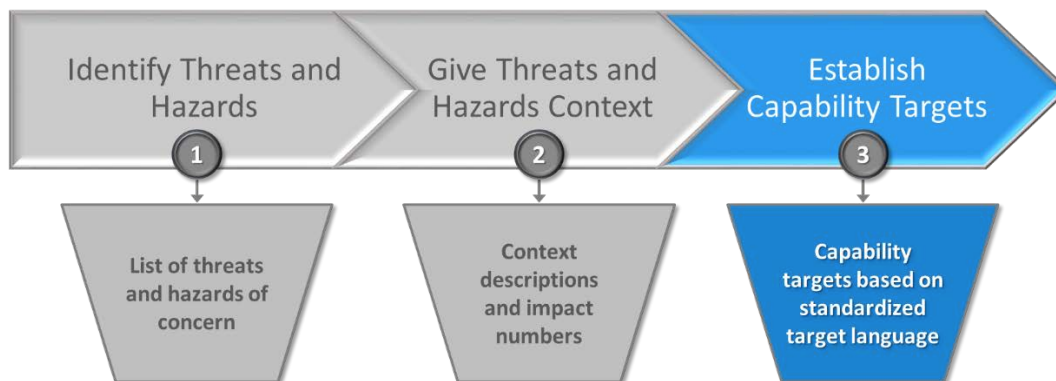 Identify Threats and
Hazards
1
Give Threats and
Hazards Context
2
Establish
Capability Targets
3
List of threats
and hazards of
concern
Context
descriptions
and impact
numbers
Capability
targets based on
standardized
target language